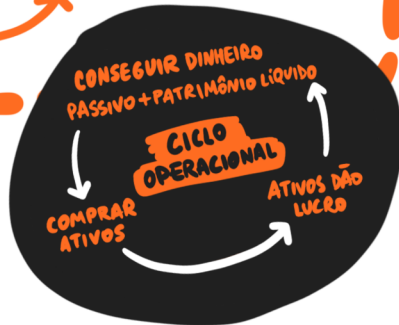 CONSEGUIR DINHEIRO
PASSIVO+PATRIMÔNIO LÍQUIDO
CICLO
OPERACIONAL
COMPRAR
ATIVOS
ATIVOS DÃO
LUCRO